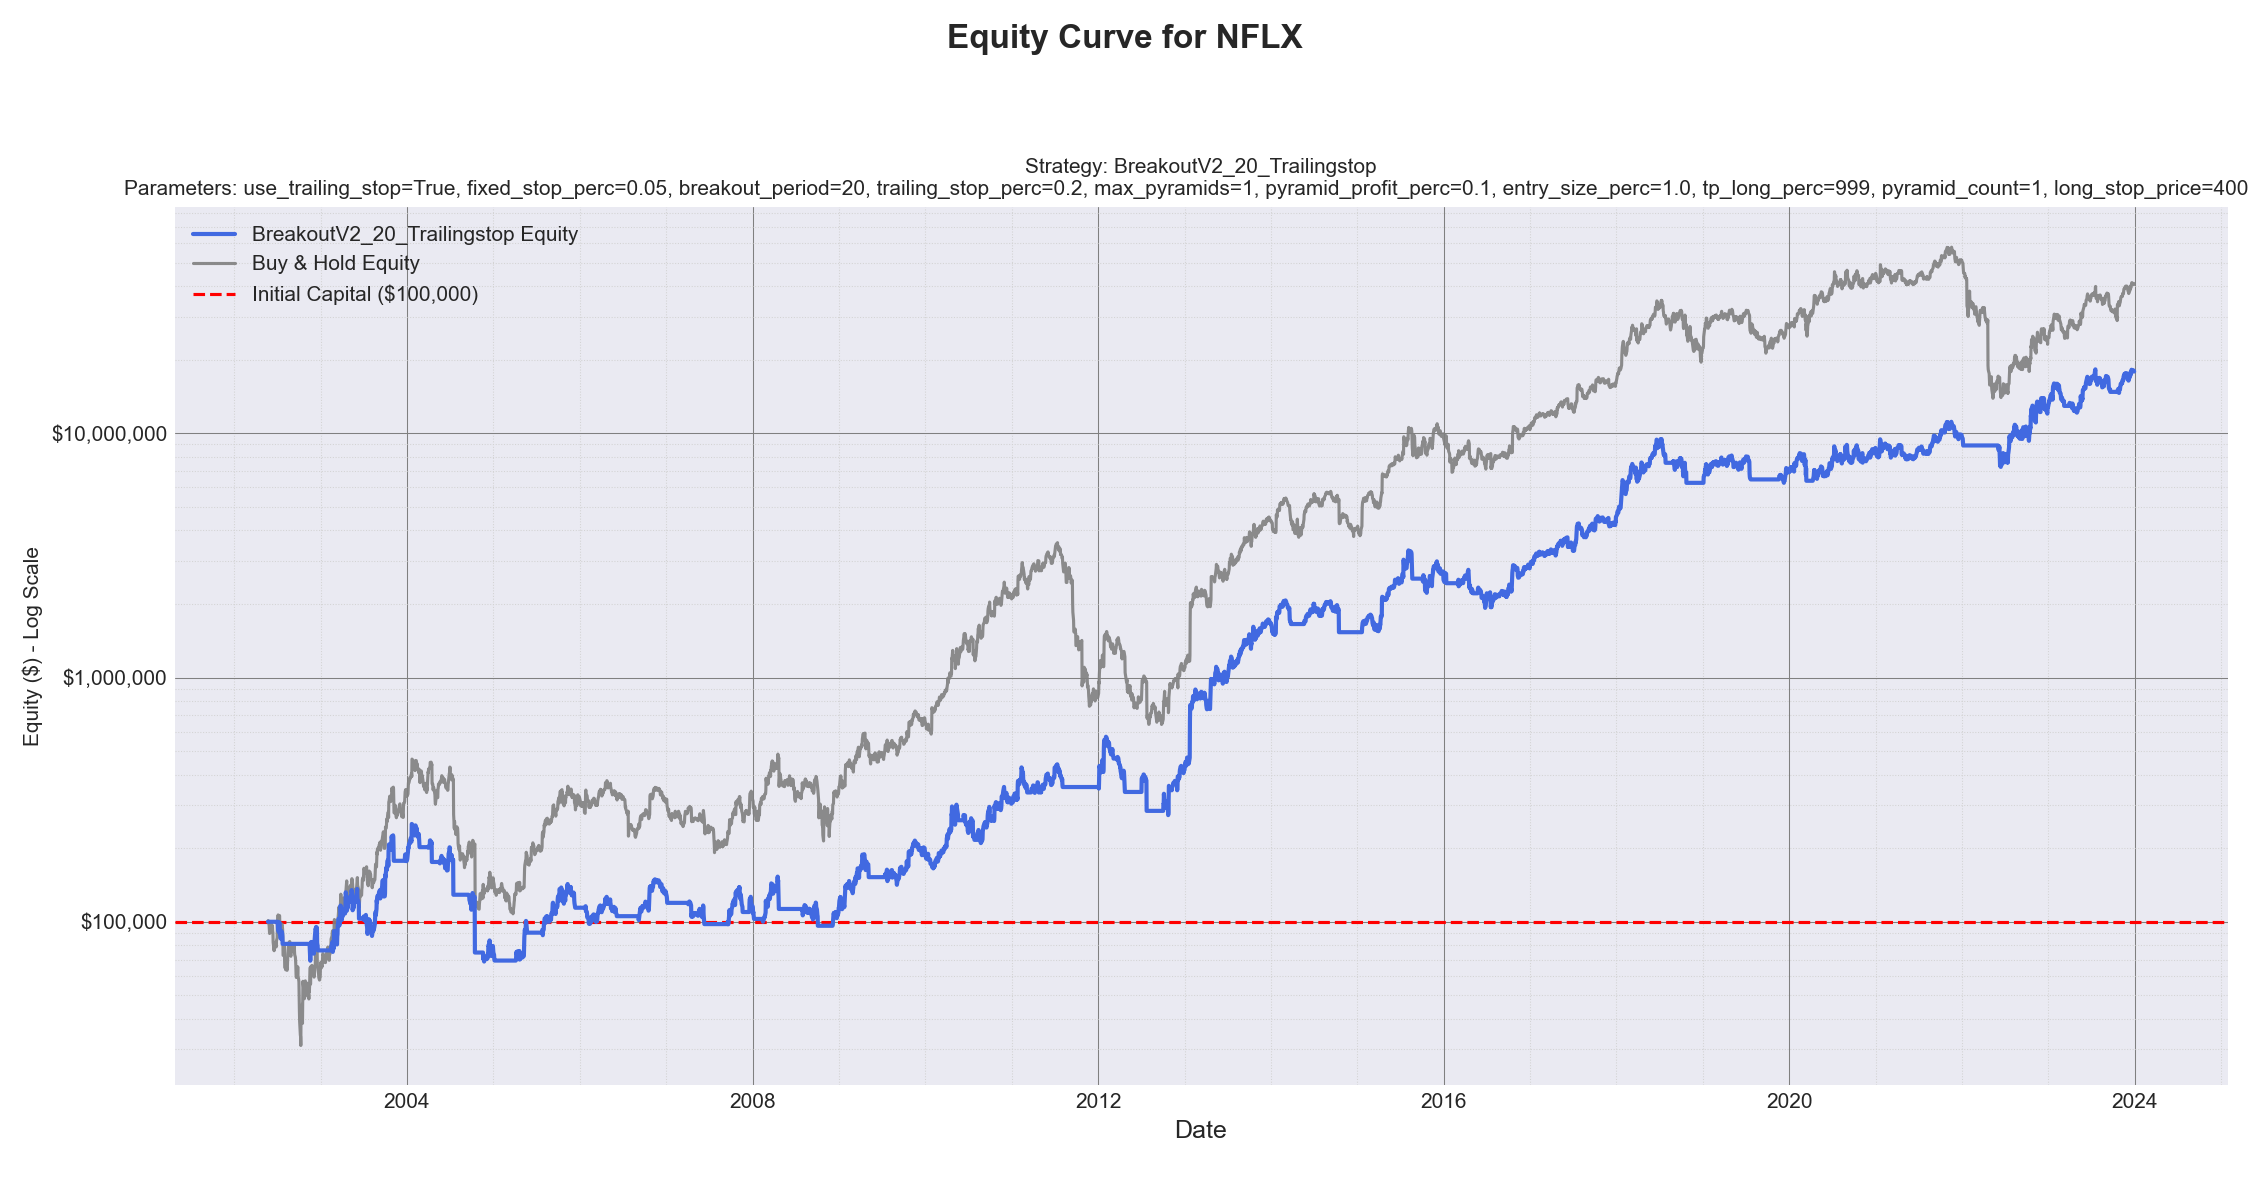 Equity Curve for NFLX
Strategy: BreakoutV2_20_Trailingstop
Parameters: use_trailing_stop=True, fixed_stop_perc=0.05, breakout_period=20, trailing_stop_perc=0.2, max_pyramids=1, pyramid_profit_perc=0.1, entry_size_perc=1.0, tp_long_perc=999, pyramid_count=1, long_stop_price=400
BreakoutV2_20_Trailingstop Equity
Buy & Hold Equity
Initial Capital ($100,000)
Equity ($) - Log Scale
$10,000,000
$1,000,000
$100,000
2004 2008 2012 2016 2020 2024
Date